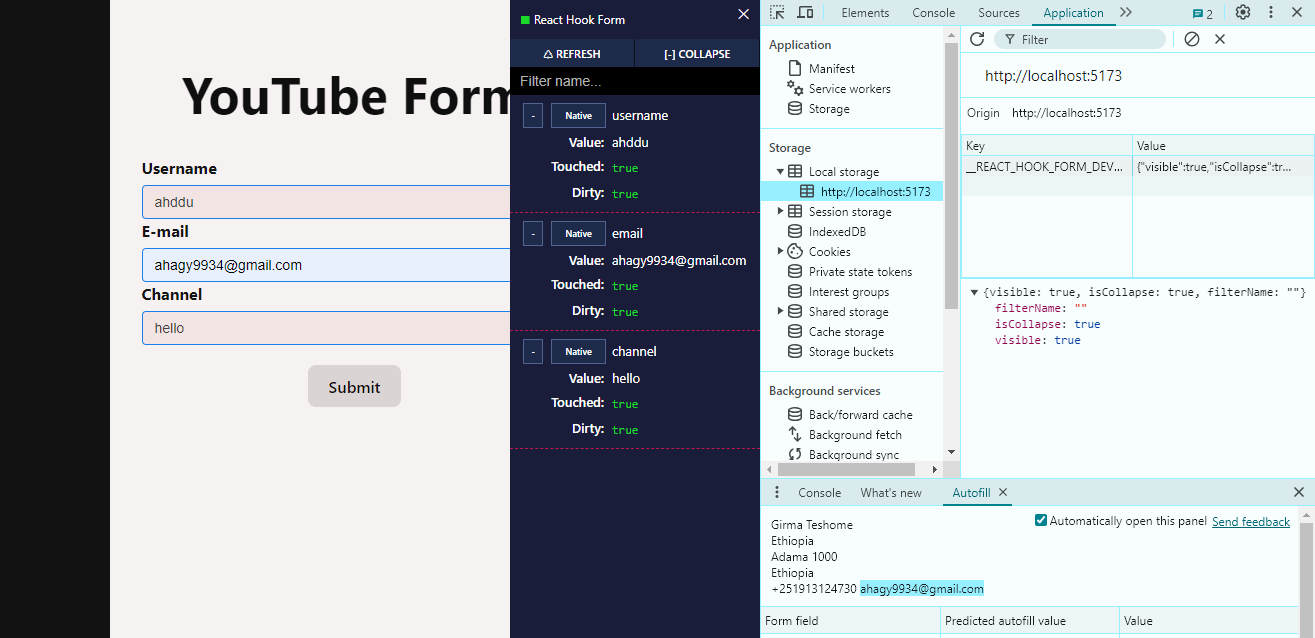 YouTube Form
Username
ahddu
E-mail
ahagy9934@gmail.com
Channel
hello
Submit
React Hook Form
REFRESH
[-] COLLAPSE
Filter name...
- Native username
Value: ahddu
Touched: true
Dirty: true
- Native email
Value: ahagy9934@gmail.com
Touched: true
Dirty: true
- Native channel
Value: hello
Touched: true
Dirty: true
Elements Console Sources Application 2
Application
Manifest
Service workers
Storage
Storage
Local storage
http://localhost:5173
Session storage
IndexedDB
Cookies
Private state tokens
Interest groups
Shared storage
Cache storage
Storage buckets
Background services
Back/forward cache
Background fetch
Background sync
Filter
http://localhost:5173
Origin http://localhost:5173
Key Value
__REACT_HOOK_FORM_DEV... {"visible":true,"isCollapse":tr...
{visible: true, isCollapse: true, filterName: ""}
filterName: ""
isCollapse: true
visible: true
Console What's new Autofill
Automatically open this panel Send feedback
Girma Teshome
Ethiopia
Adama 1000
Ethiopia
+251913124730 ahagy9934@gmail.com
Form field Predicted autofill value Value